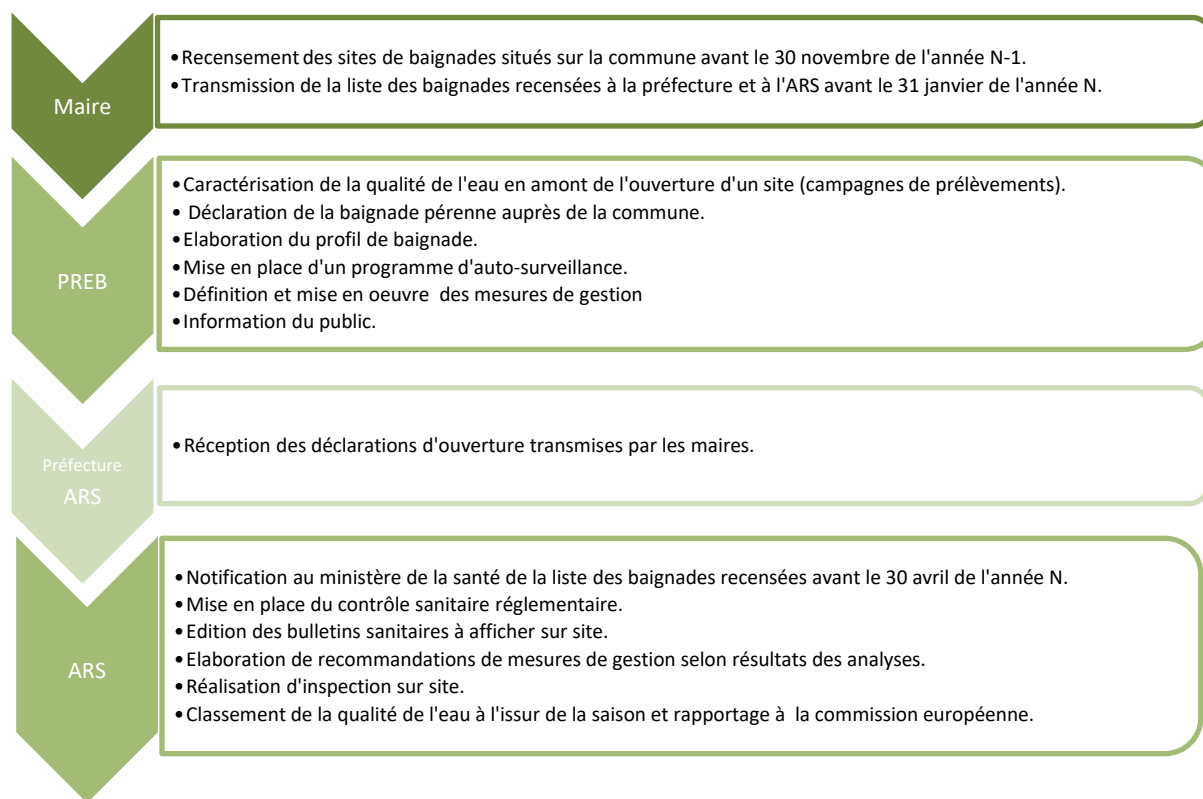 Maire
•Recensement des sites de baignades situés sur la commune avant le 30 novembre de l'année N-1.
•Transmission de la liste des baignades recensées à la préfecture et à l'ARS avant le 31 janvier de l'année N.
PREB
•Caractérisation de la qualité de l'eau en amont de l'ouverture d'un site (campagnes de prélèvements).
• Déclaration de la baignade pérenne auprès de la commune.
•Elaboration du profil de baignade.
•Mise en place d'un programme d'auto-surveillance.
•Définition et mise en oeuvre des mesures de gestion
•Information du public.
Préfecture
ARS
•Réception des déclarations d'ouverture transmises par les maires.
ARS
•Notification au ministère de la santé de la liste des baignades recensées avant le 30 avril de l'année N.
•Mise en place du contrôle sanitaire réglementaire.
•Edition des bulletins sanitaires à afficher sur site.
•Elaboration de recommandations de mesures de gestion selon résultats des analyses.
•Réalisation d'inspection sur site.
•Classement de la qualité de l'eau à l'issur de la saison et rapportage à la commission européenne.